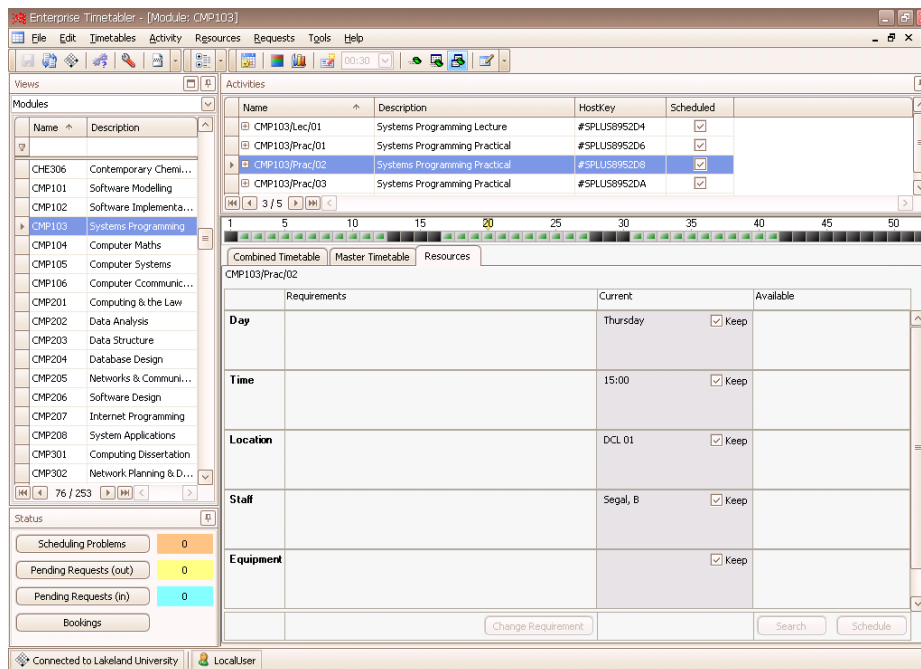 Enterprise Timetabler - [Module: CMP103]
File Edit Timetables Activity Resources Requests Tools Help
00:30
Views
Modules
Name Description
CHE306 Contemporary Chemi...
CMP101 Software Modelling
CMP102 Software Implementa...
CMP103 Systems Programming
CMP104 Computer Maths
CMP105 Computer Systems
CMP106 Computer Ccommunic...
CMP201 Computing & the Law
CMP202 Data Analysis
CMP203 Data Structure
CMP204 Database Design
CMP205 Networks & Communi...
CMP206 Software Design
CMP207 Internet Programming
CMP208 System Applications
CMP301 Computing Dissertation
CMP302 Network Planning & D...
76 / 253
Status
Scheduling Problems 0
Pending Requests (out) 0
Pending Requests (in) 0
Bookings
Activities
Name Description HostKey Scheduled
CMP103/Lec/01 Systems Programming Lecture #SPLUS8952D4
CMP103/Prac/01 Systems Programming Practical #SPLUS8952D6
CMP103/Prac/02 Systems Programming Practical #SPLUS8952D8
CMP103/Prac/03 Systems Programming Practical #SPLUS8952DA
3 / 5
1 5 10 15 20 25 30 35 40 45 50
Combined Timetable Master Timetable Resources
CMP103/Prac/02
Requirements Current Available
Day Thursday Keep
Time 15:00 Keep
Location DCL 01 Keep
Staff Segal, B Keep
Equipment Keep
Change Requirement Search Schedule
Connected to Lakeland University LocalUser